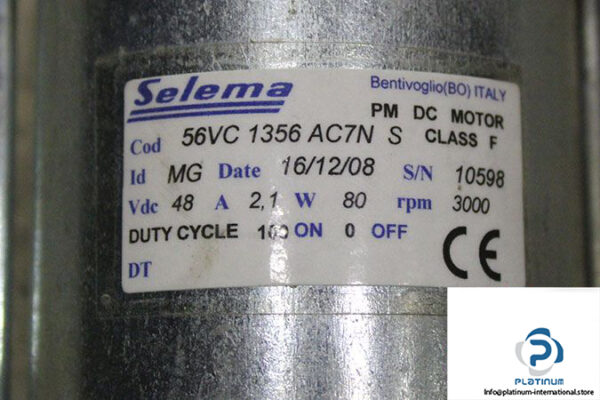 Selema
Bentivoglio(BO) ITALY
PM DC MOTOR
Cod 56VC 1356 AC7N S CLASS F
Id MG Date 16/12/08 S/N 10598
Vdc 48 A 2,1 W 80 rpm 3000
DUTY CYCLE 100 ON 0 OFF
DT
CE
PLATINUM
Info@platinum-international.store